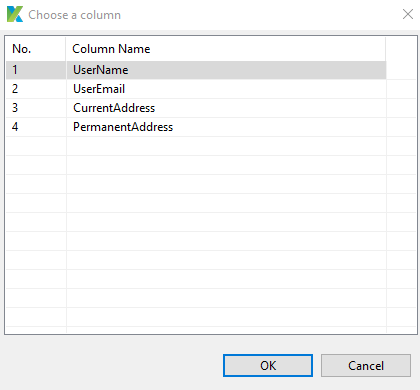 Choose a column
No. Column Name
1 UserName
2 UserEmail
3 CurrentAddress
4 PermanentAddress
OK Cancel